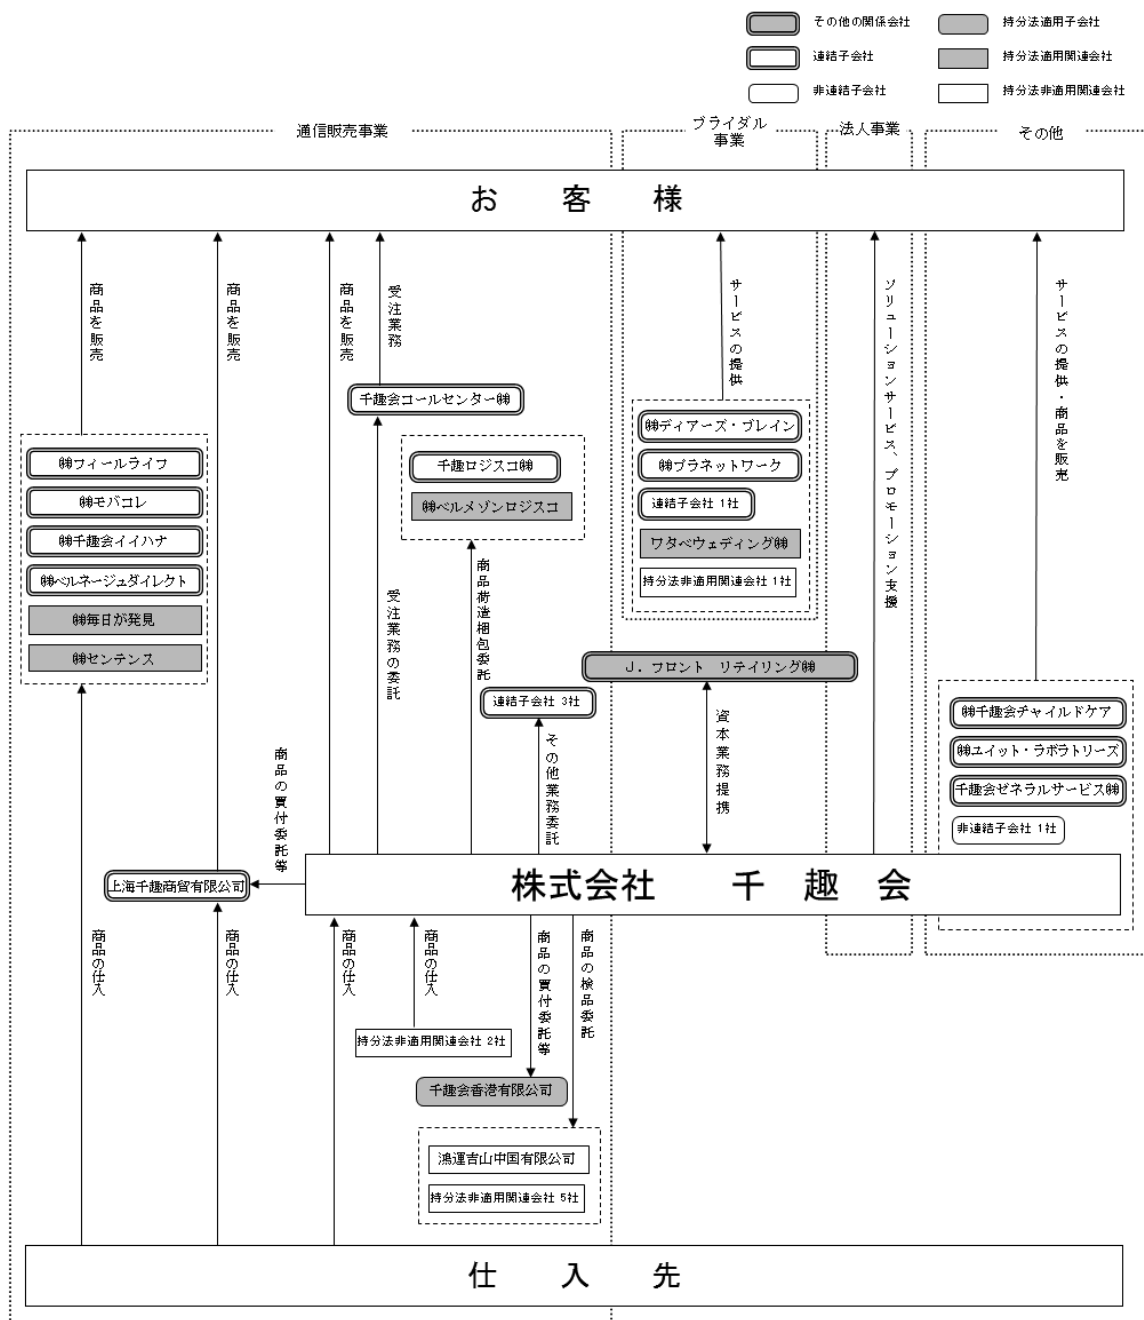 その他の関係会社
持分法適用子会社
連結子会社
持分法適用関連会社
非連結子会社
持分法非適用関連会社
通信販売事業
ブライダル
事業
法人事業
その他
お 客 様
商品を販売
商品を販売
商品を販売
受注業務
サービスの提供
ソリューションサービス、プロモーション支援
サービスの提供・商品を販売
千趣会コールセンター㈱
㈱フィールライフ
㈱モバコレ
㈱千趣会イイハナ
㈱ベルネージュダイレクト
㈱毎日が発見
㈱センテンス
千趣ロジスコ㈱
㈱ベルメゾンロジスコ
㈱ディアーズ・ブレイン
㈱プラネットワーク
連結子会社 1社
ワタベウェディング㈱
持分法非適用関連会社 1社
受注業務の委託
商品荷造梱包委託
J.フロント リテイリング㈱
連結子会社 3社
その他業務委託
資本業務提携
㈱千趣会チャイルドケア
㈱ユイット・ラボラトリーズ
千趣会ゼネラルサービス㈱
非連結子会社 1社
商品の買付委託等
上海千趣商貿有限公司
株式会社 千 趣 会
商品の仕入
商品の仕入
商品の仕入
商品の仕入
商品の買付委託等
商品の検品委託
持分法非適用関連会社 2社
千趣会香港有限公司
鴻運吉山中国有限公司
持分法非適用関連会社 5社
仕 入 先